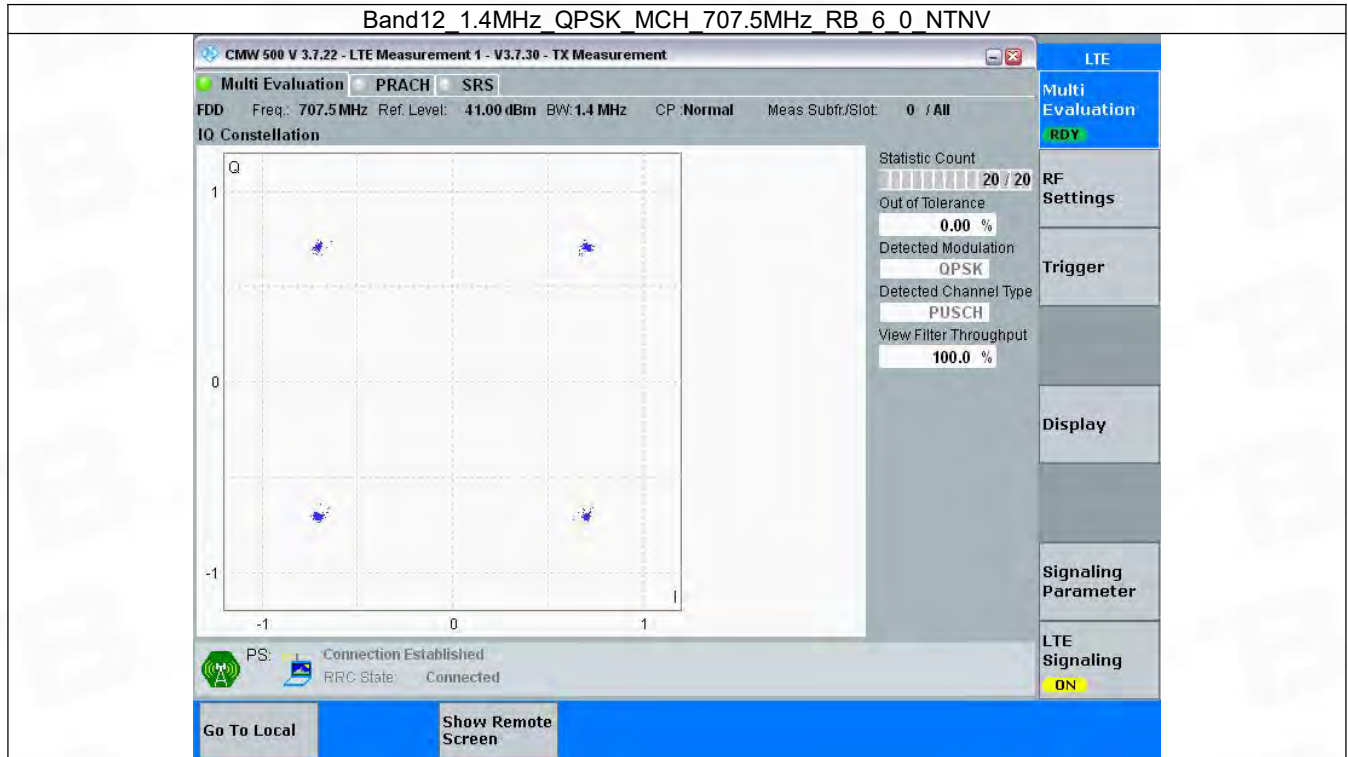 Band12_1.4MHz_QPSK_MCH_707.5MHz_RB_6_0_NTNV
CMW 500 V 3.7.22 - LTE Measurement 1 - V3.7.30 - TX Measurement
LTE
Multi Evaluation PRACH SRS
FDD Freq.: 707.5 MHz Ref. Level: 41.00 dBm BW: 1.4 MHz CP :Normal Meas Subfr./Slot: 0 / All
IQ Constellation
Q
1
0
-1
I
-1 0 1
Statistic Count
20 / 20
Out of Tolerance
0.00 %
Detected Modulation
QPSK
Detected Channel Type
PUSCH
View Filter Throughput
100.0 %
Multi
Evaluation
RDY
RF
Settings
Trigger
Display
Signaling
Parameter
LTE
Signaling
ON
PS: Connection Established
RRC State: Connected
Go To Local
Show Remote
Screen